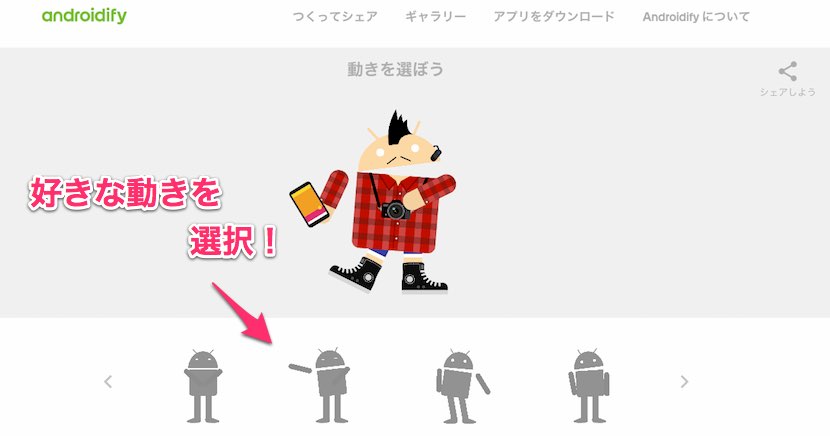 androidify
つくってシェア
ギャラリー
アプリをダウンロード
Androidify について
動きを選ぼう
シェアしよう
好きな動きを
選択！